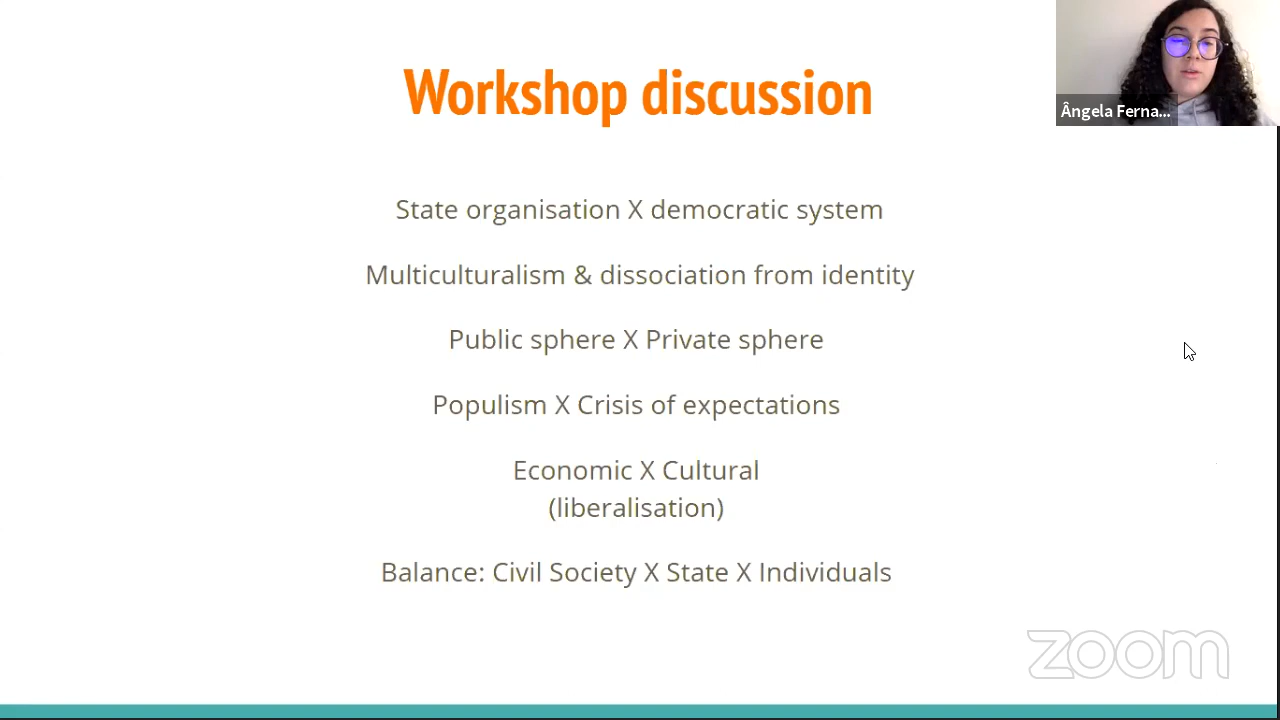 Workshop discussion
Ângela Ferna...
State organisation X democratic system
Multiculturalism & dissociation from identity
Public sphere X Private sphere
Populism X Crisis of expectations
Economic X Cultural
(liberalisation)
Balance: Civil Society X State X Individuals
zoom